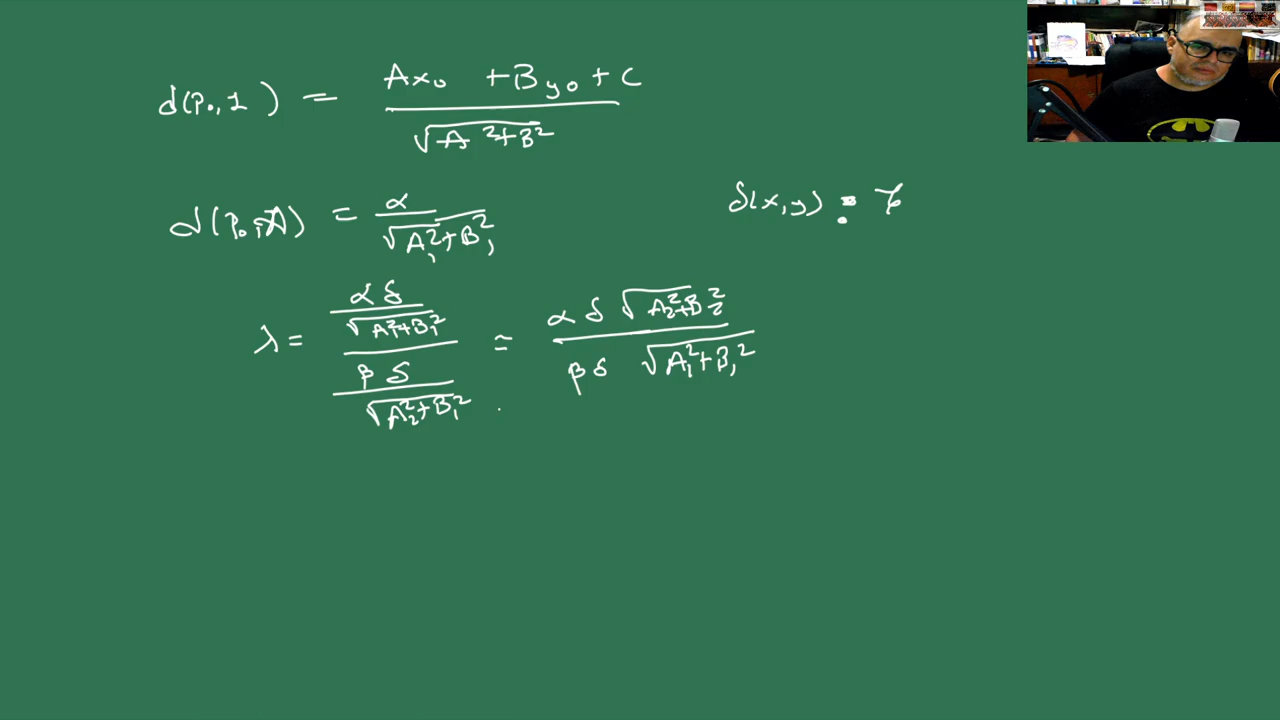 d(P₀,1) = (Ax₀ + By₀ + C) / √(A² + B²)
d(P₀, A) = α / √(A₁² + B₁²)
δ(x,y) :
λ = (αδ / √(A₁² + B₁²)) / (βδ / √(A₂² + B₁²)) = (αδ √(A₂² + B₂²)) / (βδ √(A₁² + B₁²))